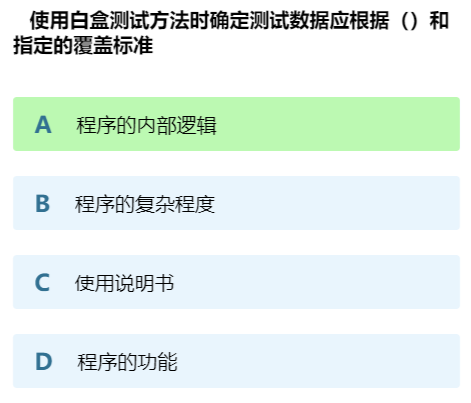 使用白盒测试方法时确定测试数据应根据（）和
指定的覆盖标准
A 程序的内部逻辑
B 程序的复杂程度
C 使用说明书
D 程序的功能